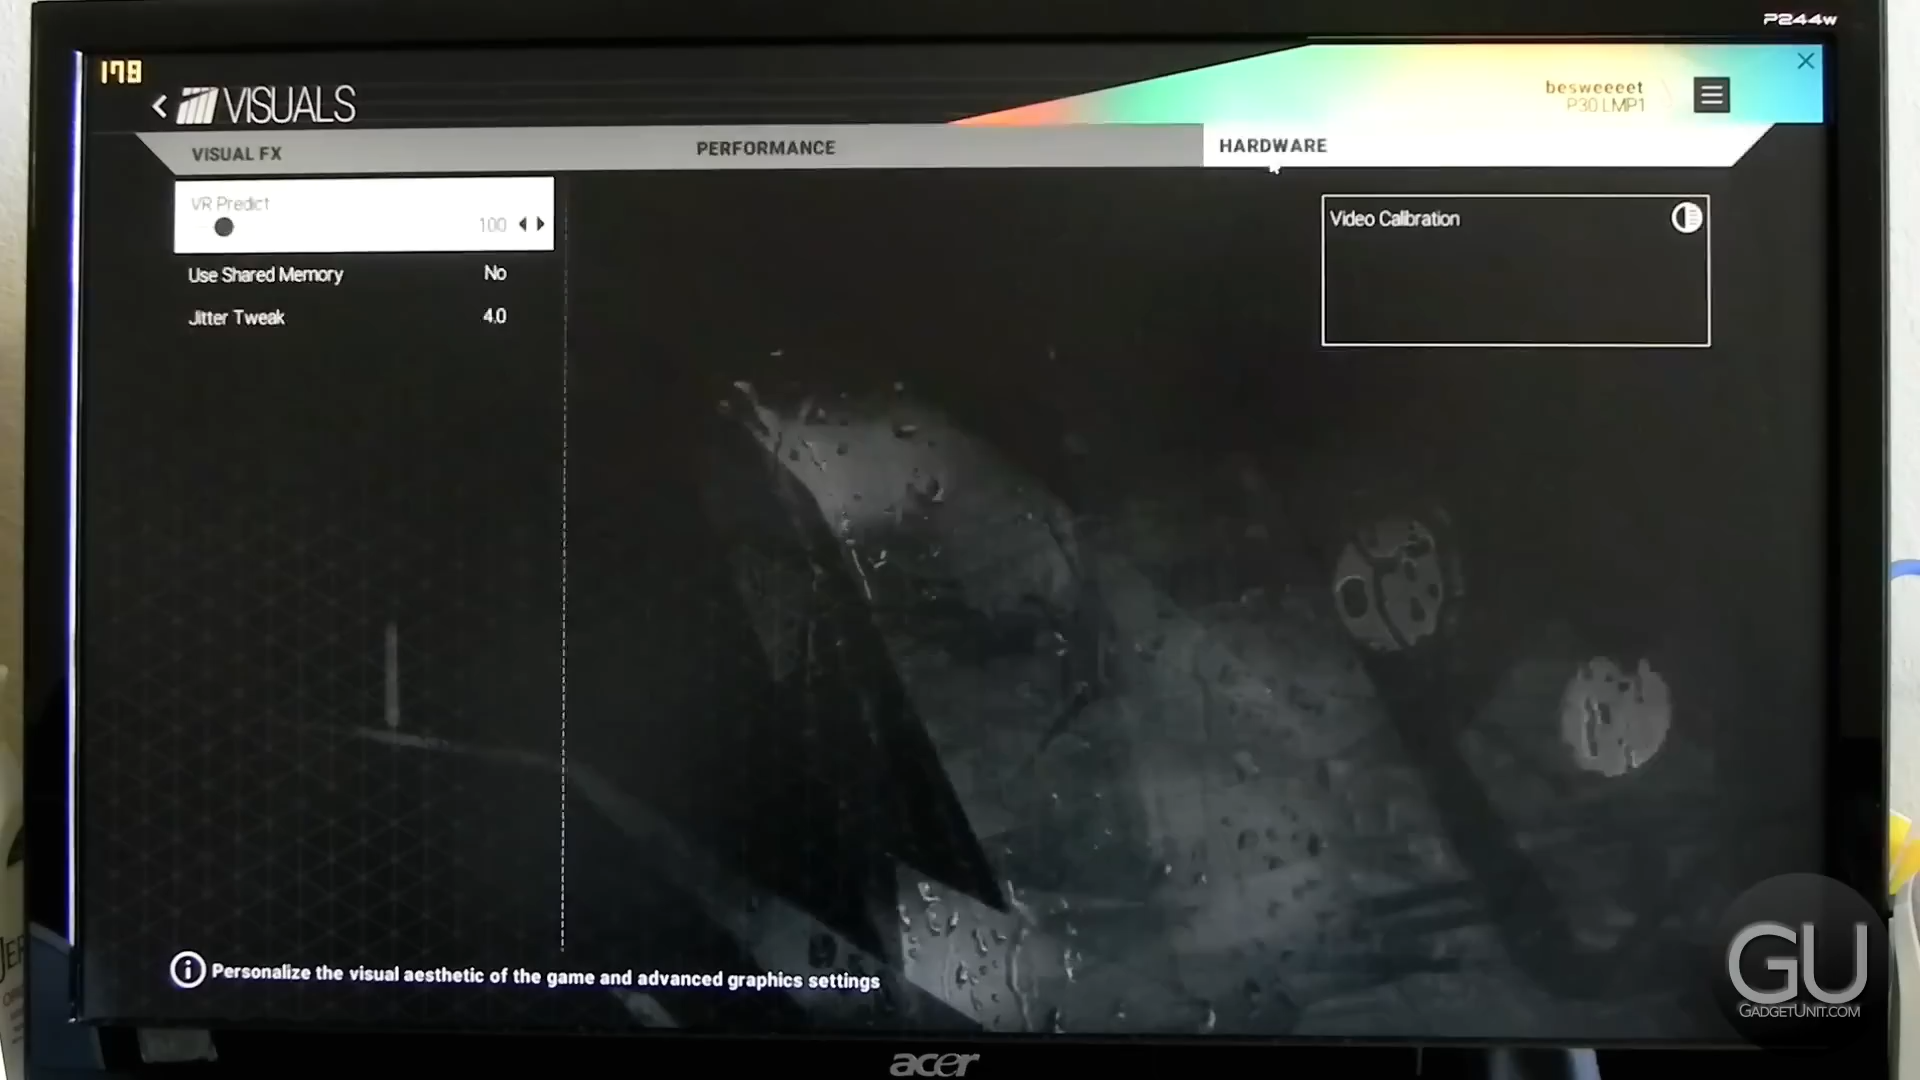 P244w
178
VISUALS
besweeeet
P30 LMP1
VISUAL FX
PERFORMANCE
HARDWARE
VR Predict
100
Use Shared Memory
No
Jitter Tweak
4.0
Video Calibration
Personalize the visual aesthetic of the game and advanced graphics settings
GU
GADGETUNIT.COM
acer